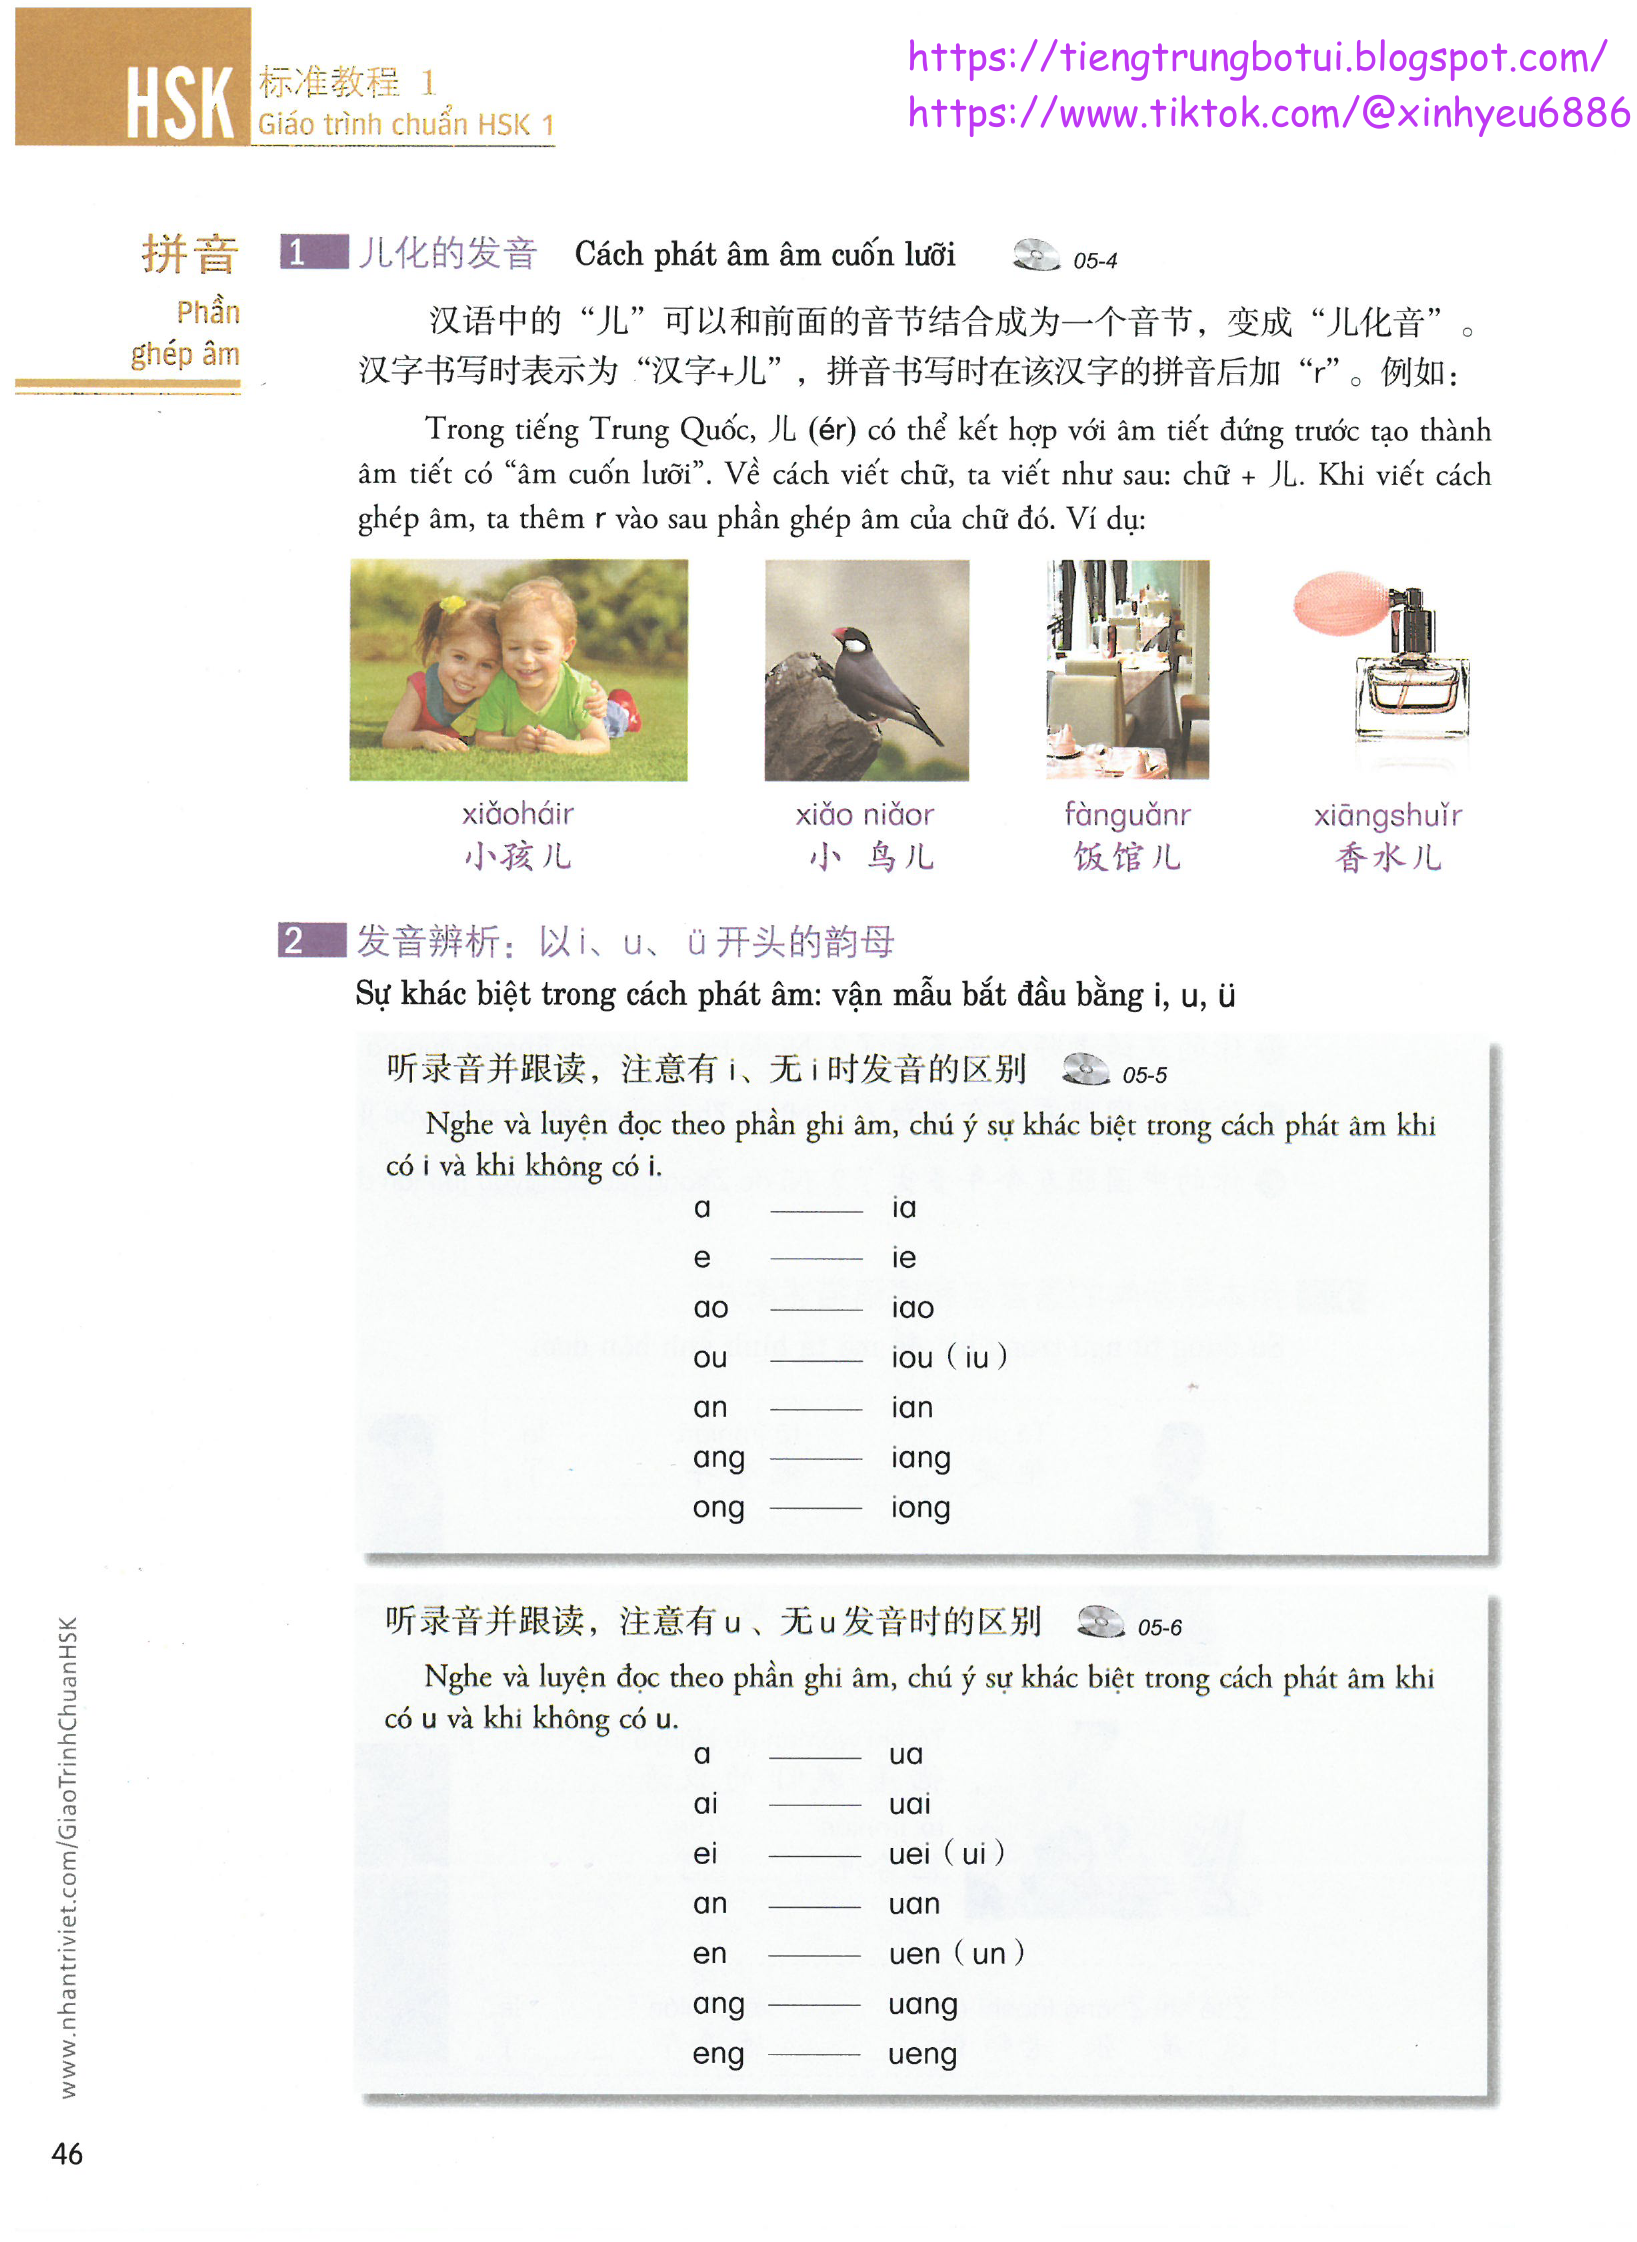 https://tiengtrungbotui.blogspot.com/
https://www.tiktok.com/@xinhyeu6886
HSK 标准教程 1
Giáo trình chuẩn HSK 1
拼音
Phần
ghép âm
1 儿化的发音 Cách phát âm âm cuốn lưỡi 05-4
汉语中的“儿”可以和前面的音节结合成为一个音节，变成“儿化音”。
汉字书写时表示为“汉字+儿”，拼音书写时在该汉字的拼音后加“r”。例如：
Trong tiếng Trung Quốc, 儿 (ér) có thể kết hợp với âm tiết đứng trước tạo thành
âm tiết có “âm cuốn lưỡi”. Về cách viết chữ, ta viết như sau: chữ + 儿. Khi viết cách
ghép âm, ta thêm r vào sau phần ghép âm của chữ đó. Ví dụ:
xiǎoháir xiǎo niǎor fànguǎnr xiāngshuǐr
小孩儿 小 鸟儿 饭馆儿 香水儿
2 发音辨析：以i、u、ü开头的韵母
Sự khác biệt trong cách phát âm: vận mẫu bắt đầu bằng i, u, ü
听录音并跟读，注意有i、无i时发音的区别 05-5
Nghe và luyện đọc theo phần ghi âm, chú ý sự khác biệt trong cách phát âm khi
có i và khi không có i.
a ——— ia
e ——— ie
ao ——— iao
ou ——— iou（iu）
an ——— ian
ang ——— iang
ong ——— iong
听录音并跟读，注意有u、无u发音时的区别 05-6
Nghe và luyện đọc theo phần ghi âm, chú ý sự khác biệt trong cách phát âm khi
có u và khi không có u.
a ——— ua
ai ——— uai
ei ——— uei（ui）
an ——— uan
en ——— uen（un）
ang ——— uang
eng ——— ueng
www.nhantriviet.com/GiaoTrinhChuanHSK
46